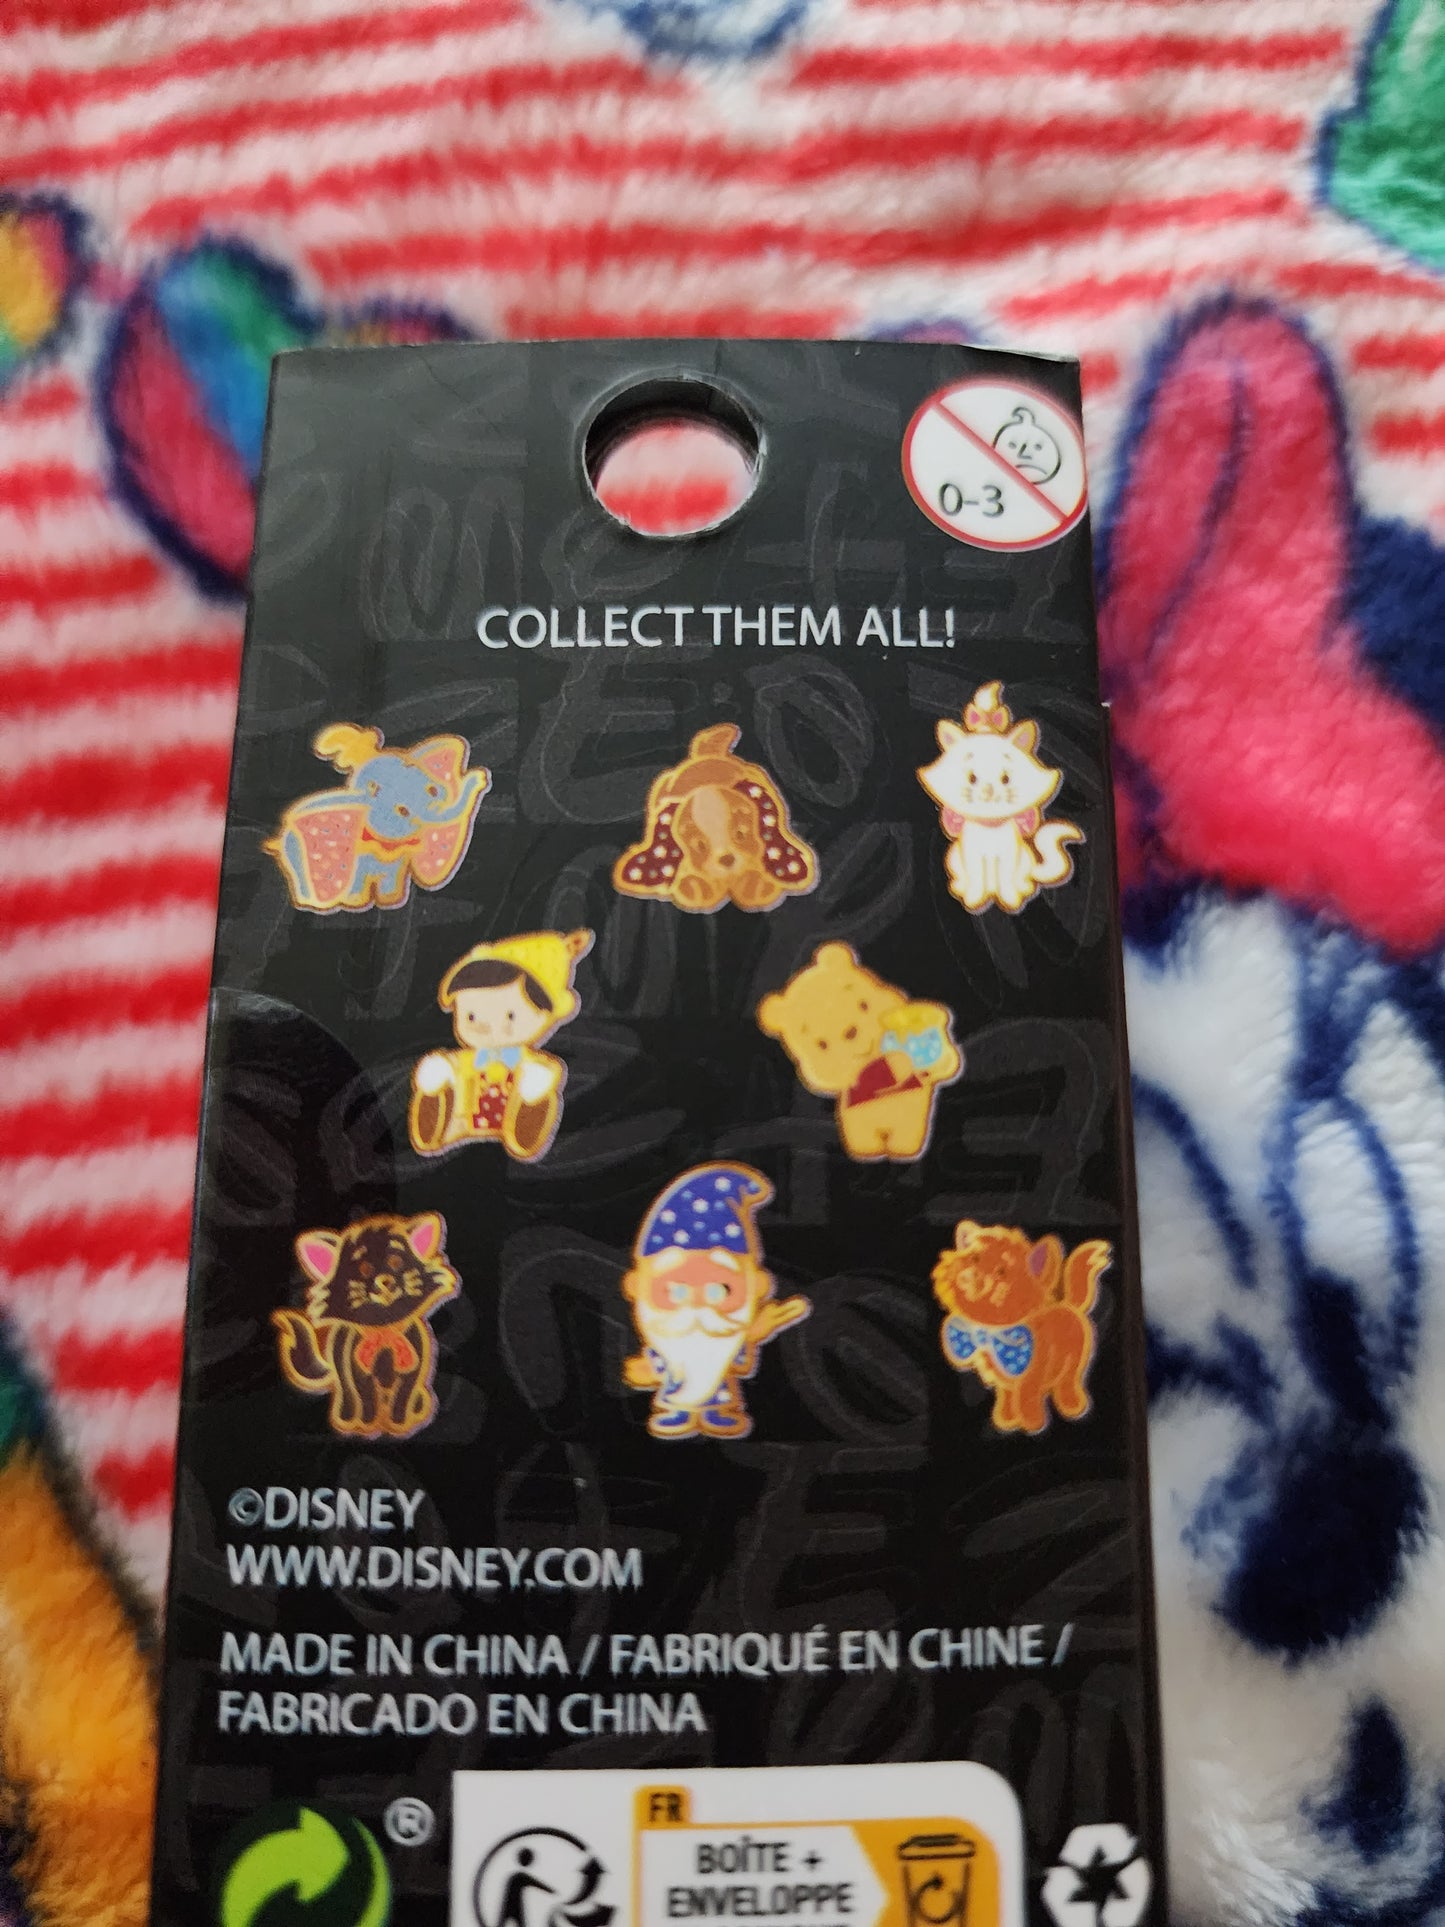 0-3
COLLECT THEM ALL!
©DISNEY
WWW.DISNEY.COM
MADE IN CHINA / FABRIQUÉ EN CHINE /
FABRICADO EN CHINA
®
FR
BOÎTE +
ENVELOPPE